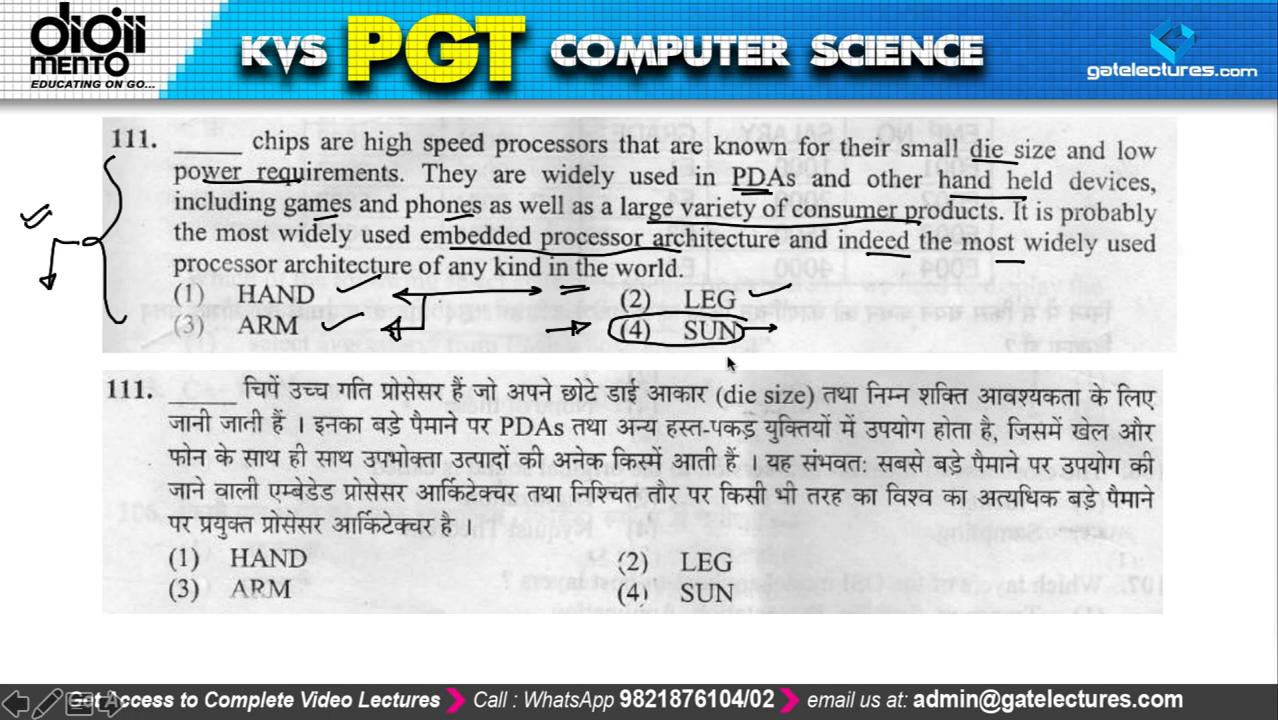 digii
MENTO
EDUCATING ON GO...
KVS PGT COMPUTER SCIENCE
gatelectures.com
111. _____ chips are high speed processors that are known for their small die size and low
power requirements. They are widely used in PDAs and other hand held devices,
including games and phones as well as a large variety of consumer products. It is probably
the most widely used embedded processor architecture and indeed the most widely used
processor architecture of any kind in the world.
(1) HAND (2) LEG
(3) ARM (4) SUN
111. _____ चिपें उच्च गति प्रोसेसर हैं जो अपने छोटे डाई आकार (die size) तथा निम्न शक्ति आवश्यकता के लिए
जानी जाती हैं । इनका बड़े पैमाने पर PDAs तथा अन्य हस्त-पकड़ युक्तियों में उपयोग होता है, जिसमें खेल और
फोन के साथ ही साथ उपभोक्ता उत्पादों की अनेक किस्में आती हैं । यह संभवत: सबसे बड़े पैमाने पर उपयोग की
जाने वाली एम्बेडेड प्रोसेसर आर्किटेक्चर तथा निश्चित तौर पर किसी भी तरह का विश्व का अत्यधिक बड़े पैमाने
पर प्रयुक्त प्रोसेसर आर्किटेक्चर है ।
(1) HAND (2) LEG
(3) ARM (4) SUN
Get Access to Complete Video Lectures Call : WhatsApp 9821876104/02 email us at: admin@gatelectures.com